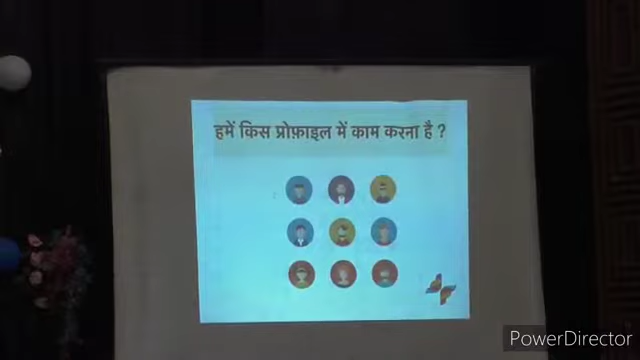 हमें किस प्रोफ़ाइल में काम करना है ?
PowerDirector